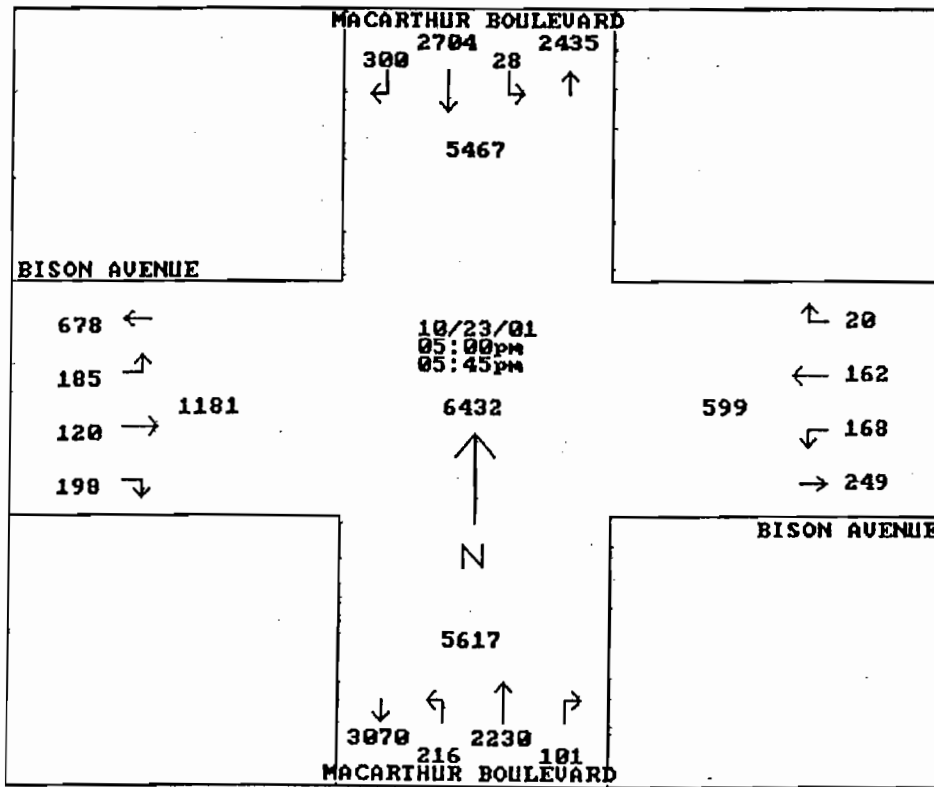 MACARTHUR BOULEVARD
2704 2435
300 28
5467
BISON AVENUE
678
20
10/23/01
05:00pm
05:45pm
185
162
1181 6432 599
120
168
198
249
BISON AVENUE
N
5617
3070 2230
216 101
MACARTHUR BOULEVARD